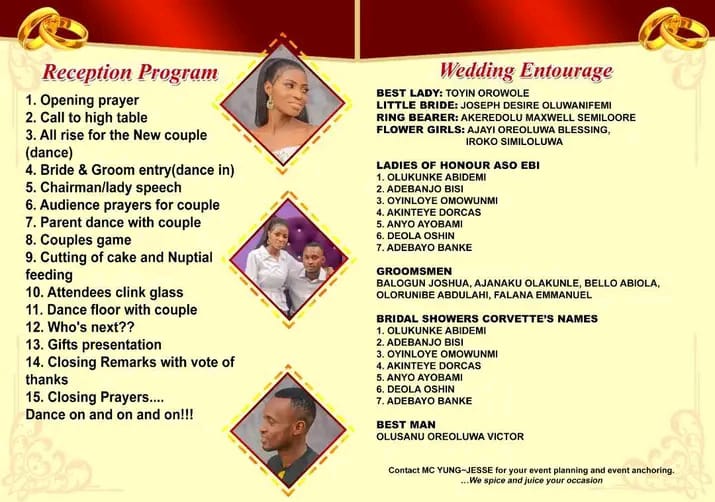 Reception Program
1. Opening prayer
2. Call to high table
3. All rise for the New couple
(dance)
4. Bride & Groom entry(dance in)
5. Chairman/lady speech
6. Audience prayers for couple
7. Parent dance with couple
8. Couples game
9. Cutting of cake and Nuptial
feeding
10. Attendees clink glass
11. Dance floor with couple
12. Who's next??
13. Gifts presentation
14. Closing Remarks with vote of
thanks
15. Closing Prayers....
Dance on and on and on!!!
Wedding Entourage
BEST LADY: TOYIN OROWOLE
LITTLE BRIDE: JOSEPH DESIRE OLUWANIFEMI
RING BEARER: AKEREDOLU MAXWELL SEMILOORE
FLOWER GIRLS: AJAYI OREOLUWA BLESSING,
IROKO SIMILOLUWA
LADIES OF HONOUR ASO EBI
1. OLUKUNKE ABIDEMI
2. ADEBANJO BISI
3. OYINLOYE OMOWUNMI
4. AKINTEYE DORCAS
5. ANYO AYOBAMI
6. DEOLA OSHIN
7. ADEBAYO BANKE
GROOMSMEN
BALOGUN JOSHUA, AJANAKU OLAKUNLE, BELLO ABIOLA,
OLORUNIBE ABDULAHI, FALANA EMMANUEL
BRIDAL SHOWERS CORVETTE'S NAMES
1. OLUKUNKE ABIDEMI
2. ADEBANJO BISI
3. OYINLOYE OMOWUNMI
4. AKINTEYE DORCAS
5. ANYO AYOBAMI
6. DEOLA OSHIN
7. ADEBAYO BANKE
BEST MAN
OLUSANU OREOLUWA VICTOR
Contact MC YUNG~JESSE for your event planning and event anchoring.
...We spice and juice your occasion